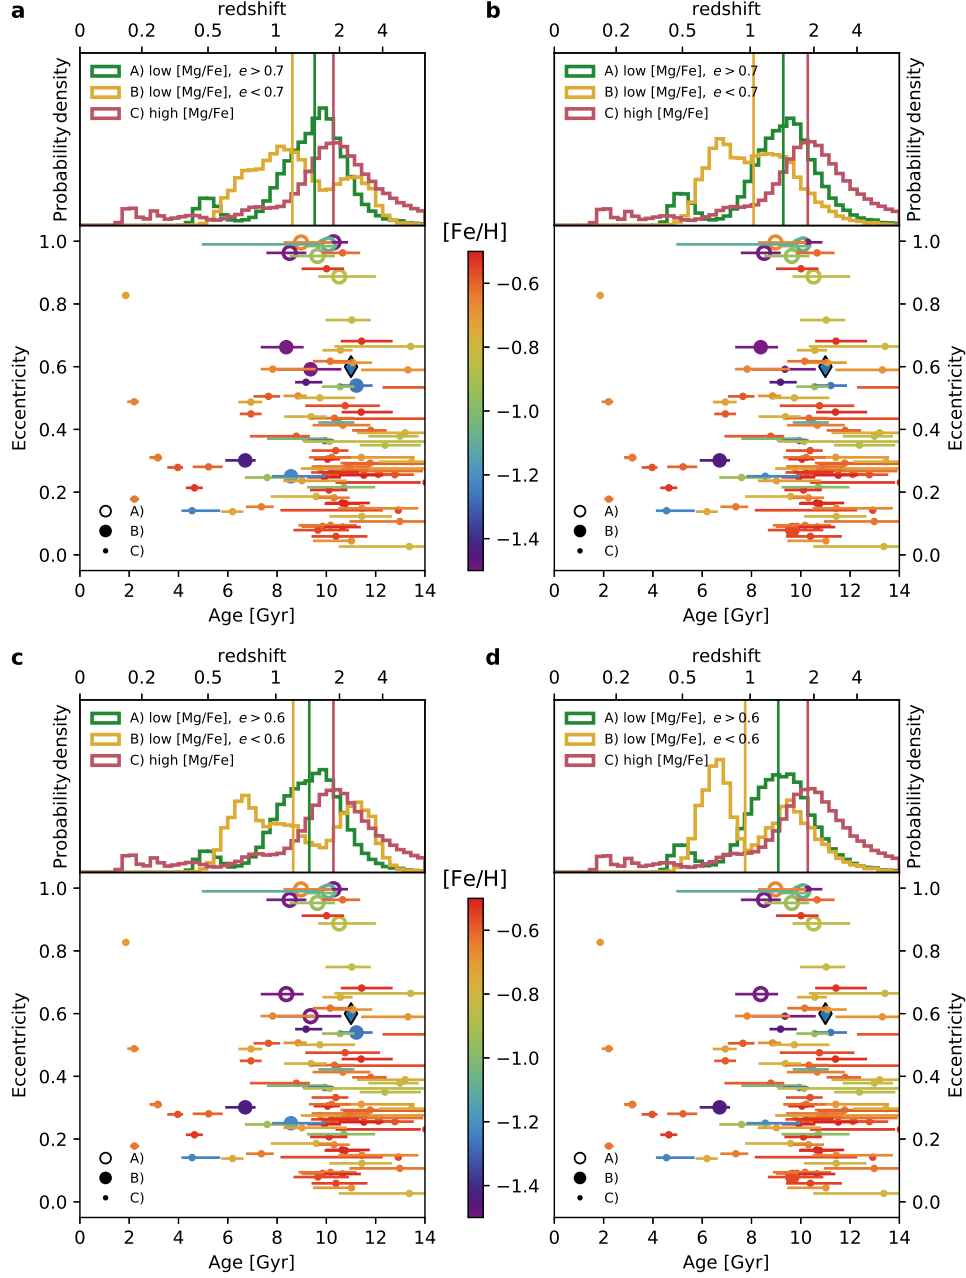 a
redshift
0 0.2 0.5 1 2 4
Probability density
A) low [Mg/Fe], e > 0.7
B) low [Mg/Fe], e < 0.7
C) high [Mg/Fe]
Eccentricity
1.0
0.8
0.6
0.4
0.2
0.0
A)
B)
C)
0 2 4 6 8 10 12 14
Age [Gyr]
[Fe/H]
−0.6
−0.8
−1.0
−1.2
−1.4
b
redshift
0 0.2 0.5 1 2 4
A) low [Mg/Fe], e > 0.7
B) low [Mg/Fe], e < 0.7
C) high [Mg/Fe]
Probability density
1.0
0.8
0.6
0.4
0.2
0.0
Eccentricity
A)
B)
C)
0 2 4 6 8 10 12 14
Age [Gyr]
c
redshift
0 0.2 0.5 1 2 4
Probability density
A) low [Mg/Fe], e > 0.6
B) low [Mg/Fe], e < 0.6
C) high [Mg/Fe]
Eccentricity
1.0
0.8
0.6
0.4
0.2
0.0
A)
B)
C)
0 2 4 6 8 10 12 14
Age [Gyr]
[Fe/H]
−0.6
−0.8
−1.0
−1.2
−1.4
d
redshift
0 0.2 0.5 1 2 4
A) low [Mg/Fe], e > 0.6
B) low [Mg/Fe], e < 0.6
C) high [Mg/Fe]
Probability density
1.0
0.8
0.6
0.4
0.2
0.0
Eccentricity
A)
B)
C)
0 2 4 6 8 10 12 14
Age [Gyr]